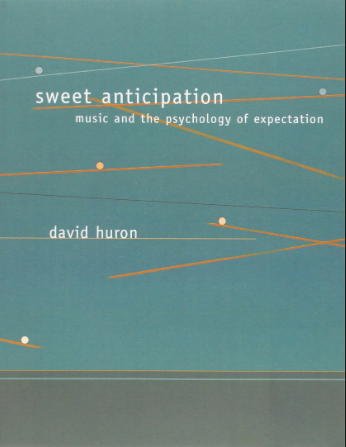 sweet anticipation
music and the psychology of expectation
david huron